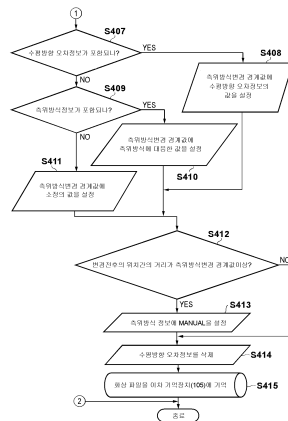 1
S407
수평방향 오차정보가 포함되나?
YES
S408
측위방식변경 경계값에
수평방향 오차정보의
값을 설정
NO
S409
측위방식정보가 포함되나?
YES
측위방식변경 경계값에
측위방식에 대응한 값을 설정
S410
S411
측위방식변경 경계값에
소정의 값을 설정
S412
변경전후의 위치간의 거리가 측위방식변경 경계값이상?
NO
YES
S413
측위방식 정보에 MANUAL을 설정
수평방향 오차정보를 삭제
S414
화상 파일을 이차 기억장치(105)에 기억
S415
2
종료